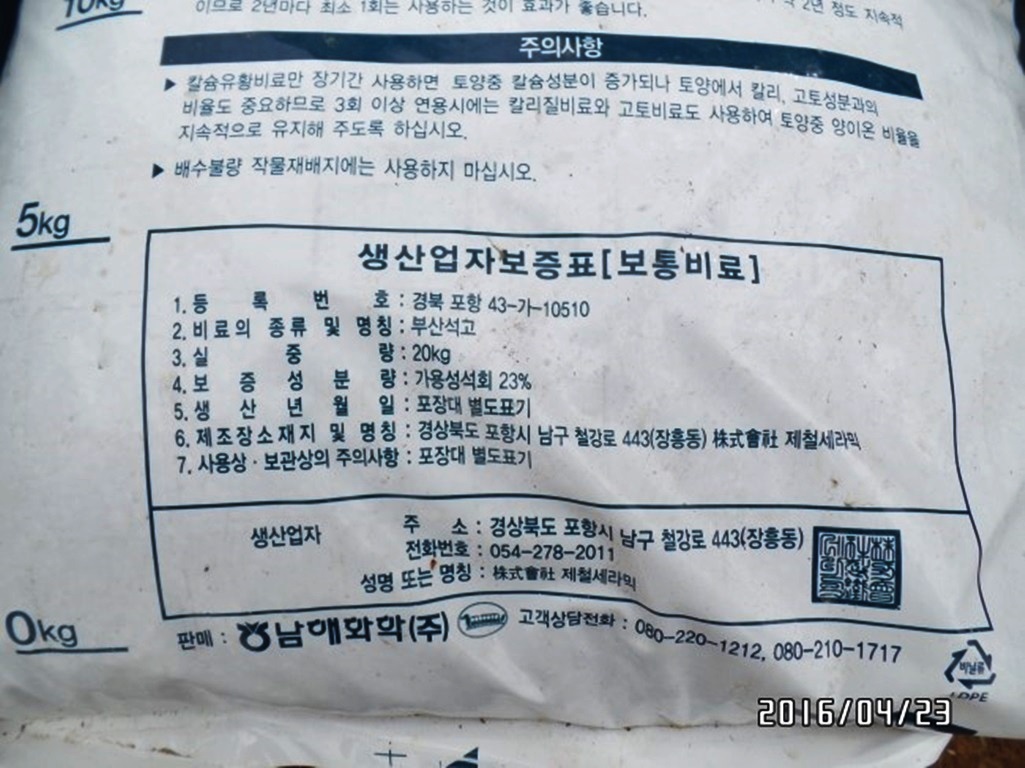 10kg
이므로 2년마다 최소 1회는 사용하는 것이 효과가 좋습니다.
2년 정도 지속적
주의사항
▶ 칼슘유황비료만 장기간 사용하면 토양중 칼슘성분이 증가되나 토양에서 칼리, 고토성분과의
비율도 중요하므로 3회 이상 연용시에는 칼리질비료와 고토비료도 사용하여 토양중 양이온 비율을
지속적으로 유지해 주도록 하십시오.
▶ 배수불량 작물재배지에는 사용하지 마십시오.
5kg
생산업자보증표[보통비료]
1. 등 록 번 호 : 경북 포항 43-가-10510
2. 비료의 종류 및 명칭 : 부산석고
3. 실 중 량 : 20kg
4. 보 증 성 분 량 : 가용성석회 23%
5. 생 산 년 월 일 : 포장대 별도표기
6. 제조장소재지 및 명칭 : 경상북도 포항시 남구 철강로 443(장흥동) 株式會社 제철세라믹
7. 사용상·보관상의 주의사항 : 포장대 별도표기
생산업자
주 소 : 경상북도 포항시 남구 철강로 443(장흥동)
전화번호 : 054-278-2011
성명 또는 명칭 : 株式會社 제철세라믹
0kg
판매 : 남해화학(주) 고객상담전화 : 080-220-1212, 080-210-1717
비닐류
LDPE
2016/04/23